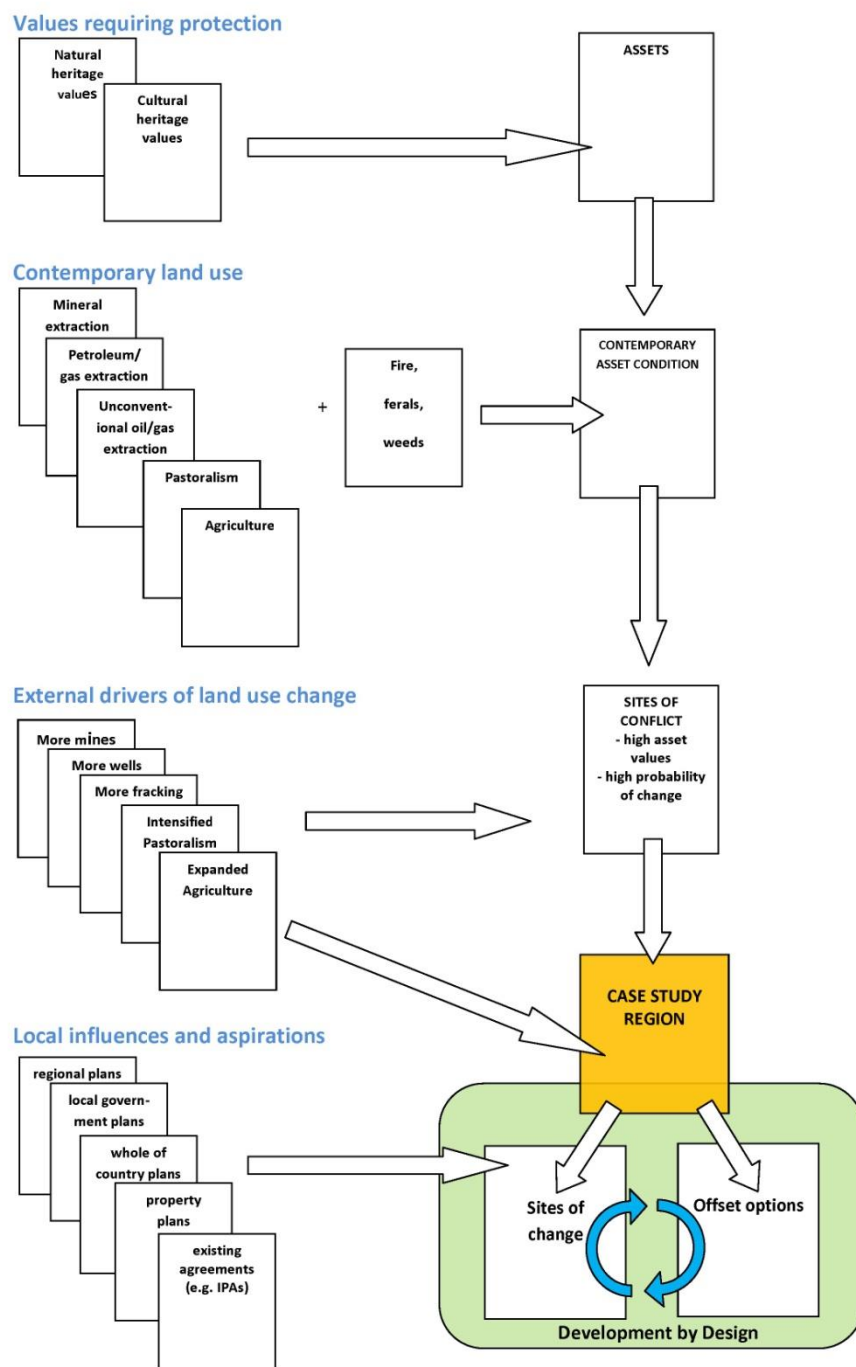 Values requiring protection
Natural
heritage
values
Cultural
heritage
values
ASSETS
Contemporary land use
Mineral
extraction
Petroleum/
gas extraction
Unconvent-
ional oil/gas
extraction
Pastoralism
Agriculture
+
Fire,
ferals,
weeds
CONTEMPORARY
ASSET CONDITION
External drivers of land use change
More mines
More wells
More fracking
Intensified
Pastoralism
Expanded
Agriculture
SITES OF
CONFLICT
- high asset
values
- high probability
of change
CASE STUDY
REGION
Local influences and aspirations
regional plans
local govern-
ment plans
whole of
country plans
property
plans
existing
agreements
(e.g. IPAs)
Sites of
change
Offset options
Development by Design